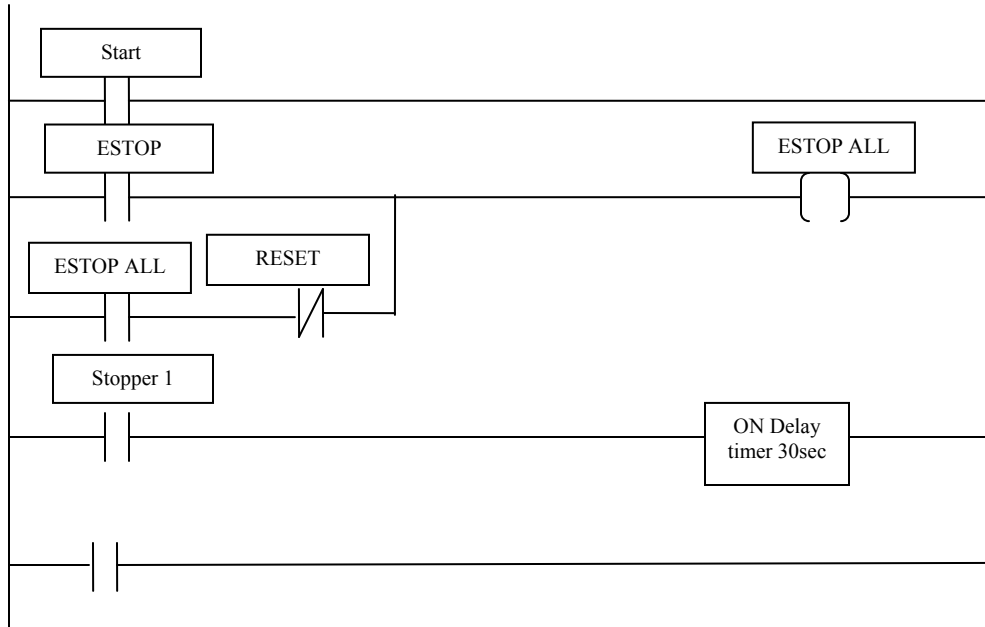 Start
ESTOP
ESTOP ALL
ESTOP ALL
RESET
Stopper 1
ON Delay
timer 30sec